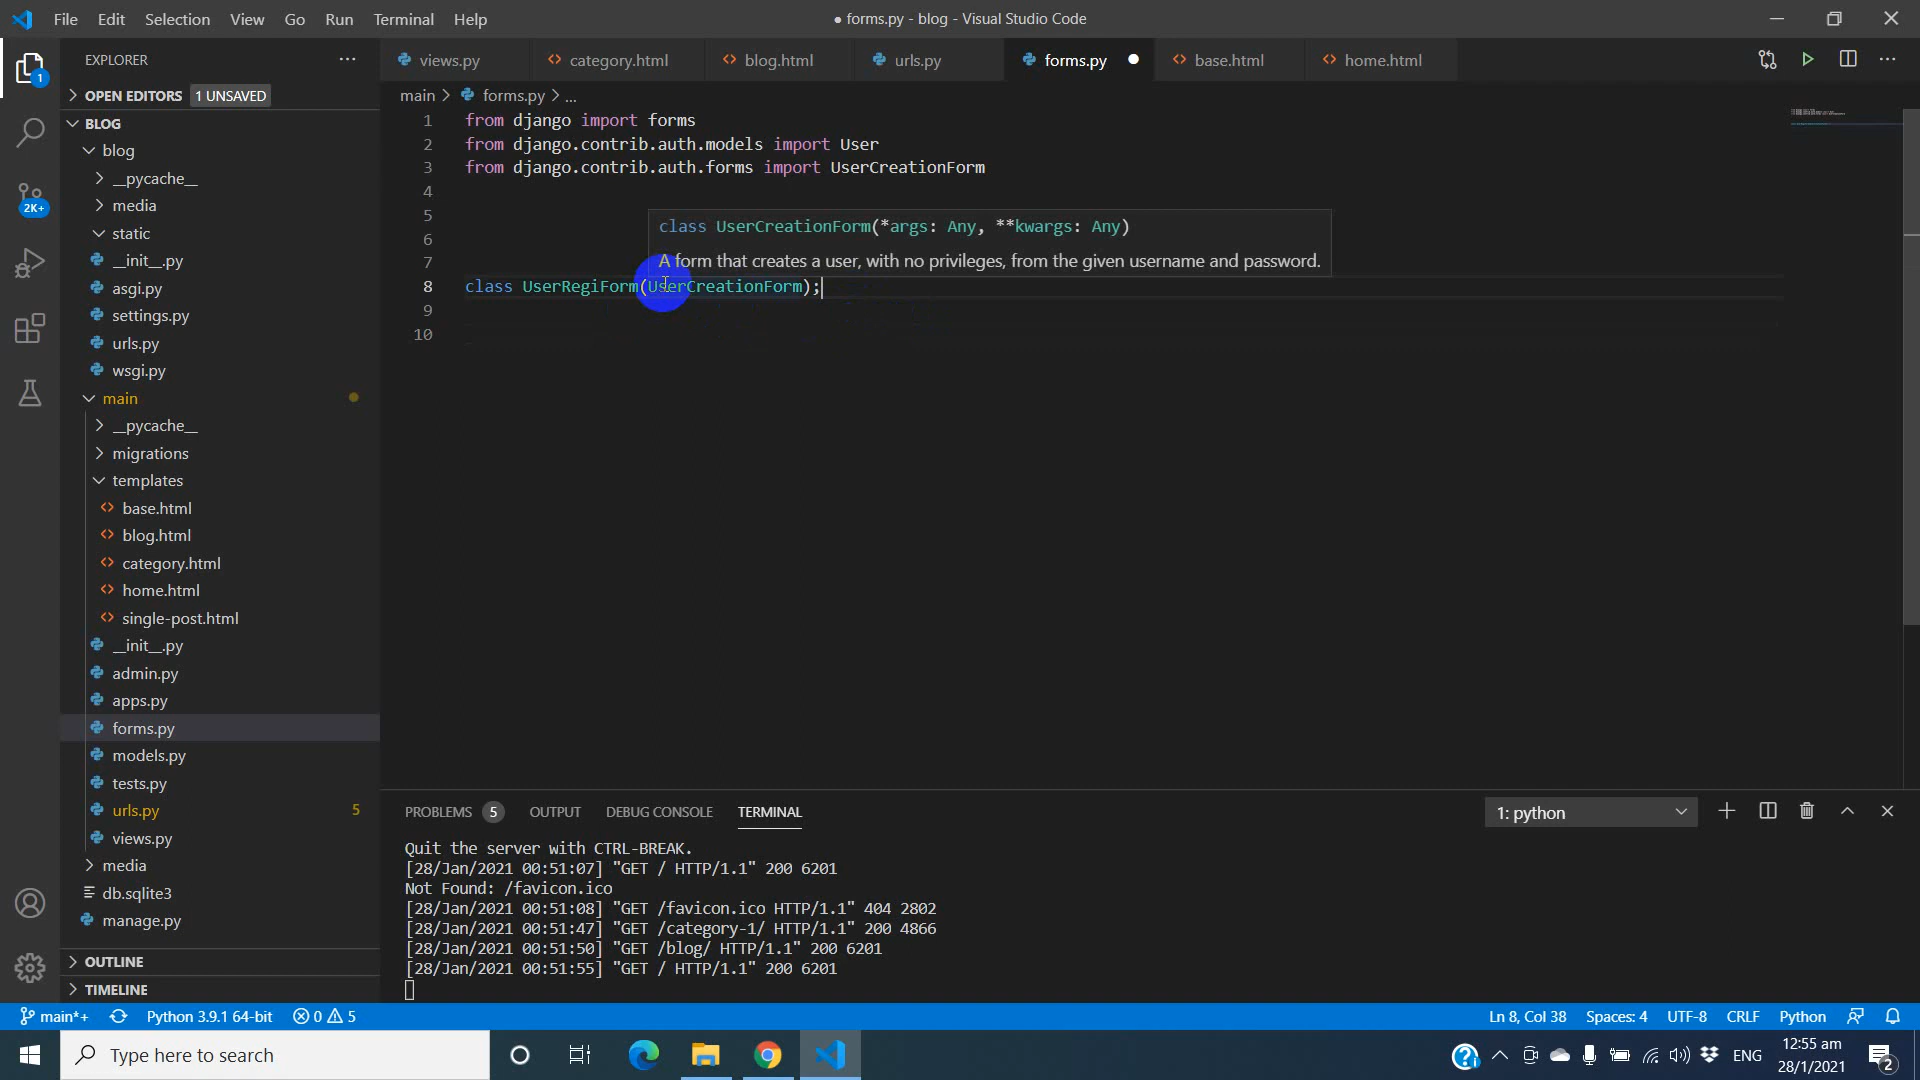 File Edit Selection View Go Run Terminal Help
● forms.py - blog - Visual Studio Code
EXPLORER
OPEN EDITORS 1 UNSAVED
BLOG
blog
__pycache__
media
static
__init__.py
asgi.py
settings.py
urls.py
wsgi.py
main
__pycache__
migrations
templates
base.html
blog.html
category.html
home.html
single-post.html
__init__.py
admin.py
apps.py
forms.py
models.py
tests.py
urls.py 5
views.py
media
db.sqlite3
manage.py
OUTLINE
TIMELINE
1
2K+
views.py category.html blog.html urls.py forms.py base.html home.html
main > forms.py > ...
1 from django import forms
2 from django.contrib.auth.models import User
3 from django.contrib.auth.forms import UserCreationForm
4
5
6
7
8 class UserRegiForm(UserCreationForm);
9
10
class UserCreationForm(*args: Any, **kwargs: Any)
A form that creates a user, with no privileges, from the given username and password.
PROBLEMS 5 OUTPUT DEBUG CONSOLE TERMINAL
1: python
Quit the server with CTRL-BREAK.
[28/Jan/2021 00:51:07] "GET / HTTP/1.1" 200 6201
Not Found: /favicon.ico
[28/Jan/2021 00:51:08] "GET /favicon.ico HTTP/1.1" 404 2802
[28/Jan/2021 00:51:47] "GET /category-1/ HTTP/1.1" 200 4866
[28/Jan/2021 00:51:50] "GET /blog/ HTTP/1.1" 200 6201
[28/Jan/2021 00:51:55] "GET / HTTP/1.1" 200 6201
main*+ Python 3.9.1 64-bit 0 5
Ln 8, Col 38 Spaces: 4 UTF-8 CRLF Python
Type here to search
ENG
12:55 am
28/1/2021
2